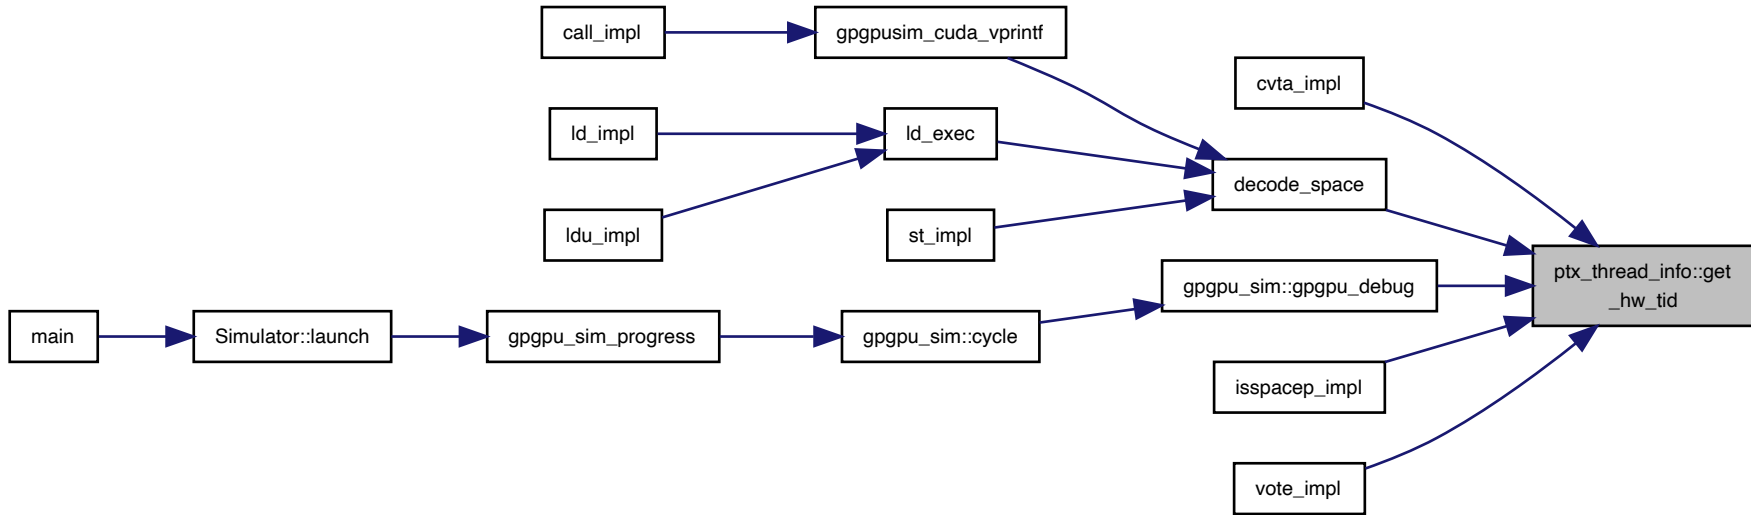 call_impl
gpgpusim_cuda_vprintf
cvta_impl
ld_impl
ld_exec
decode_space
ldu_impl
st_impl
ptx_thread_info::get
_hw_tid
gpgpu_sim::gpgpu_debug
main
Simulator::launch
gpgpu_sim_progress
gpgpu_sim::cycle
isspacep_impl
vote_impl